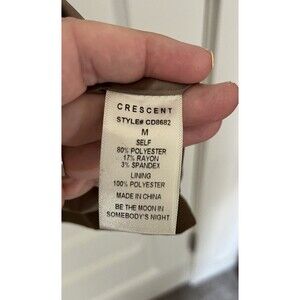 CRESCENT
STYLE# CD8682
M
SELF
80% POLYESTER
17% RAYON
3% SPANDEX
LINING
100% POLYESTER
MADE IN CHINA
BE THE MOON IN
SOMEBODY'S NIGHT